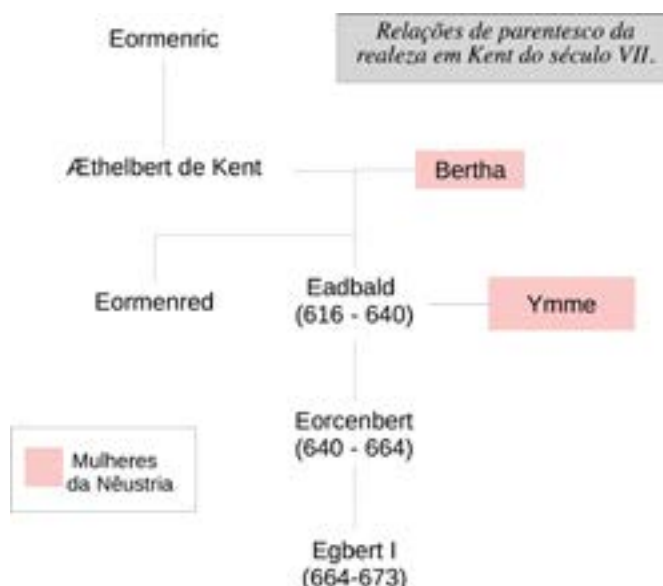 Eormenric
Relações de parentesco da
realeza em Kent do século VII.
Æthelbert de Kent
Bertha
Eormenred
Eadbald
(616 - 640)
Ymme
Eorcenbert
(640 - 664)
Mulheres
da Nêustria
Egbert I
(664-673)